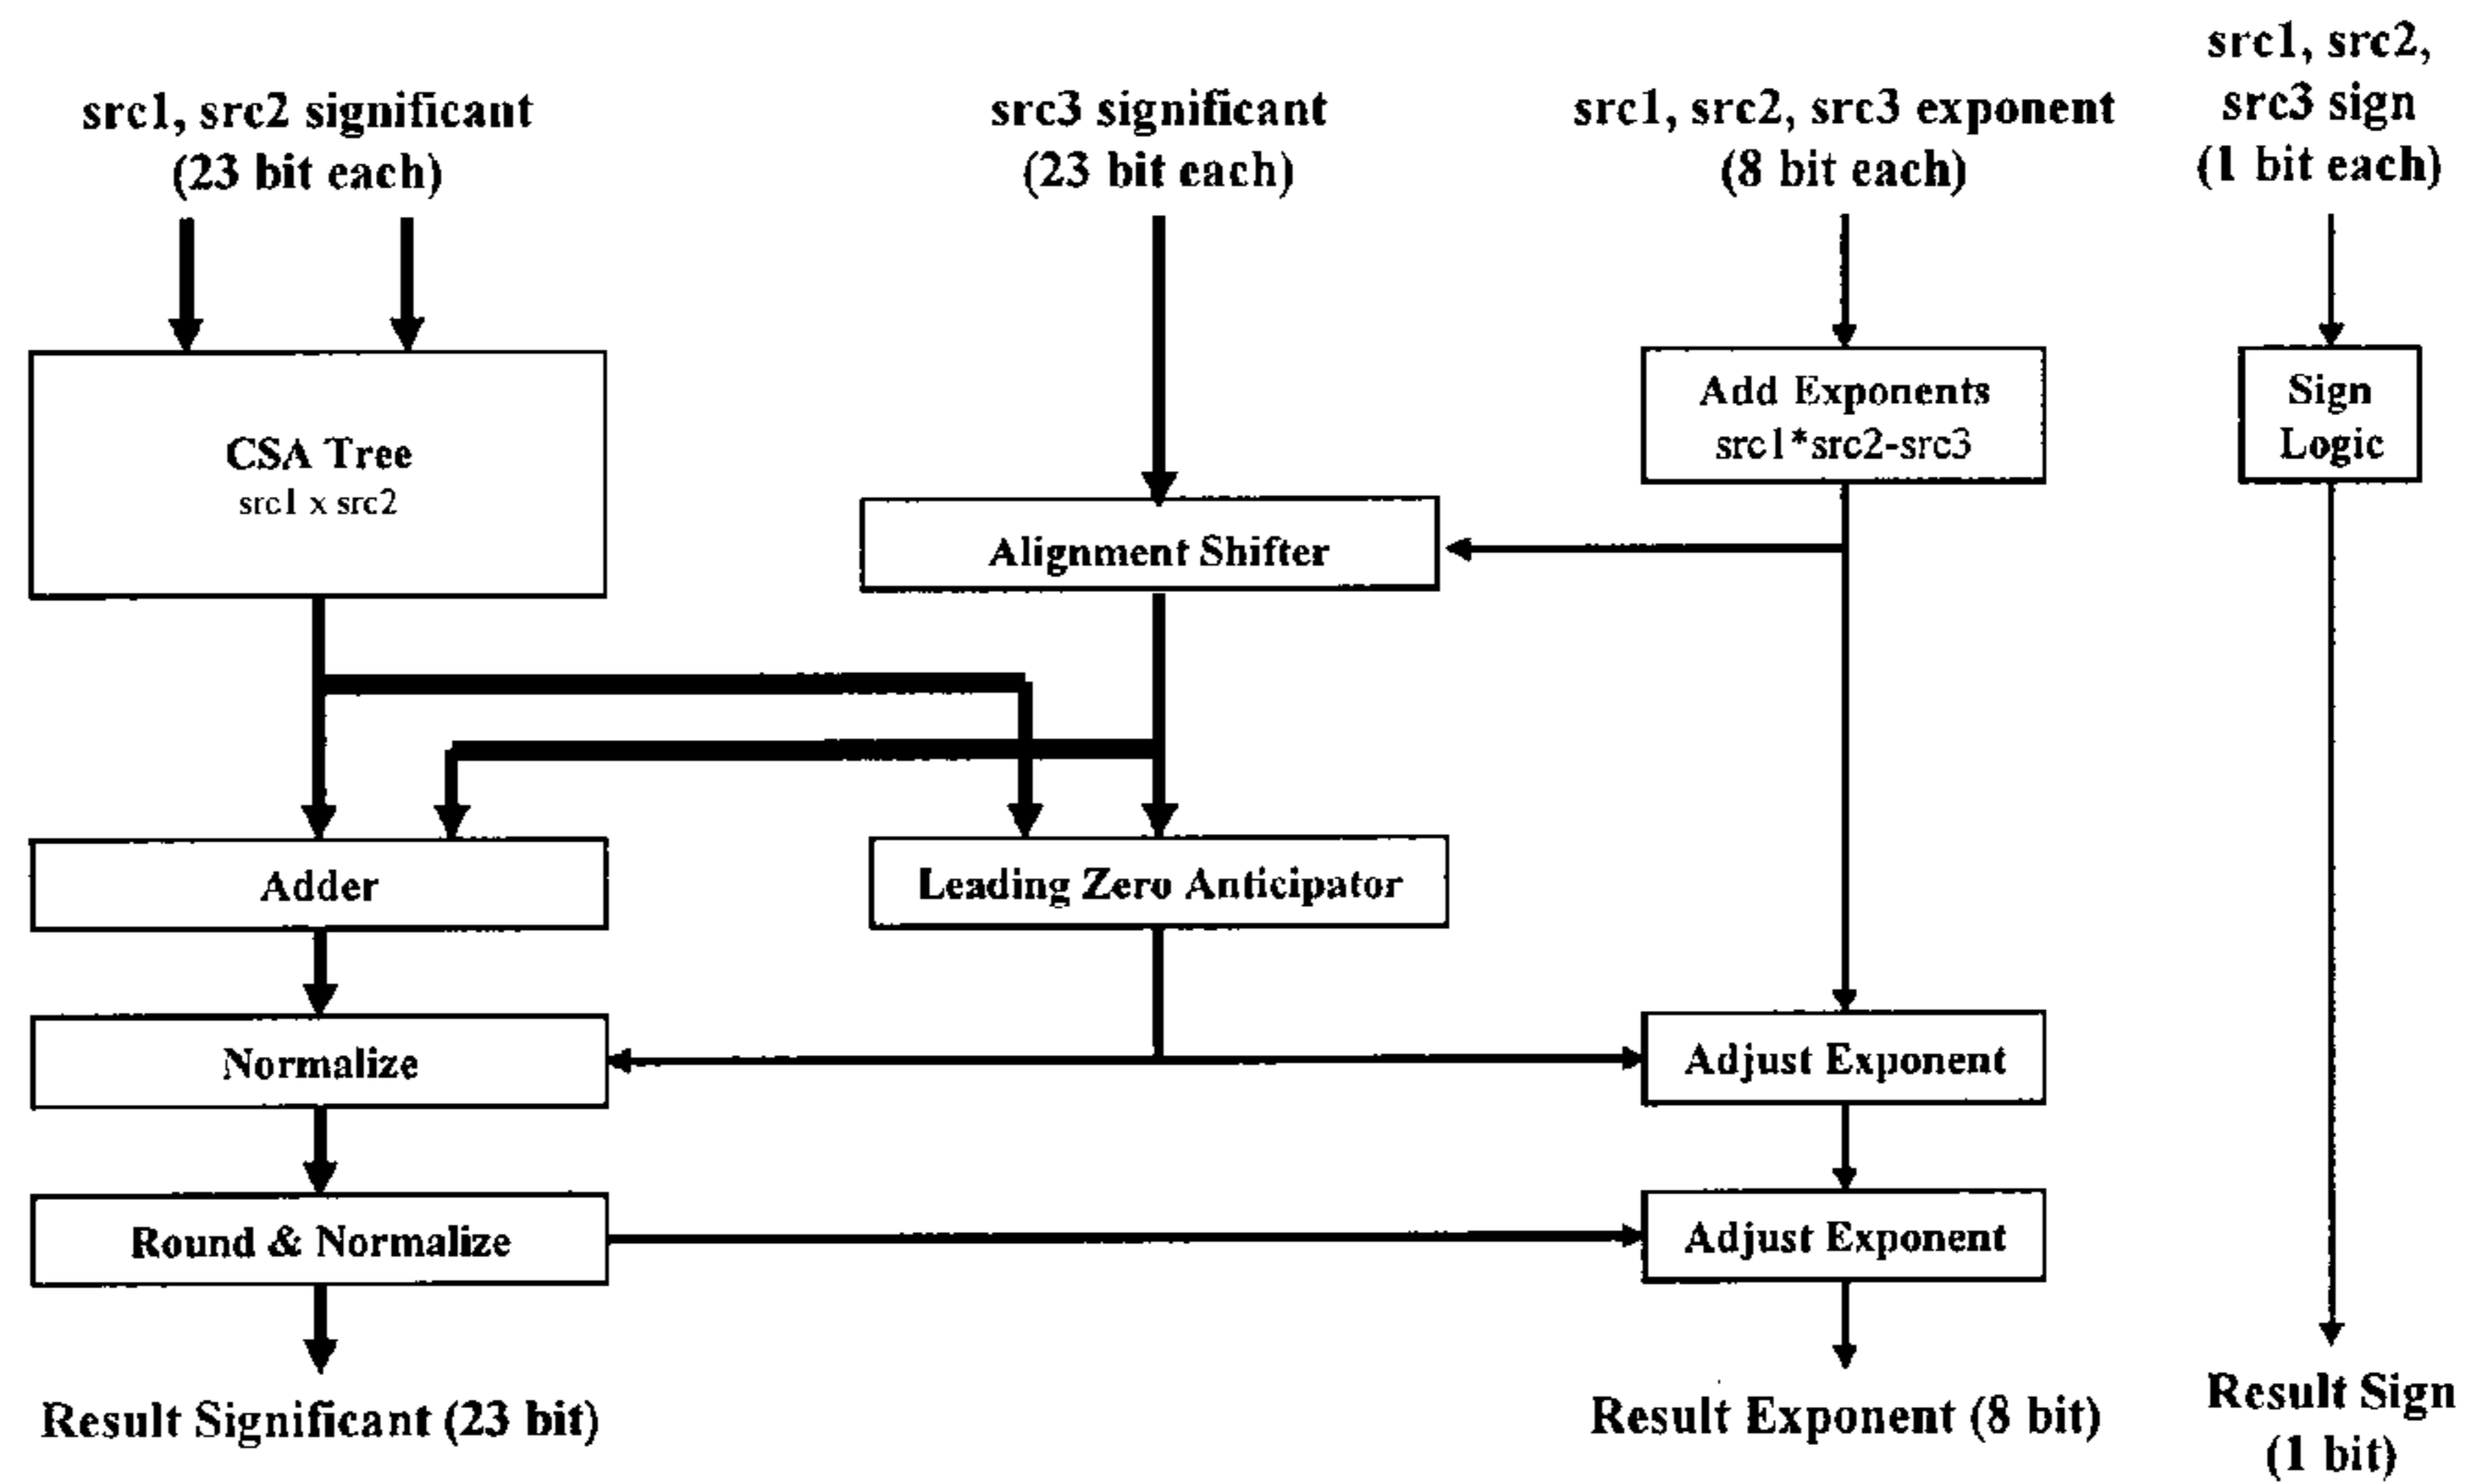 src1, src2 significant
(23 bit each)
src3 significant
(23 bit each)
src1, src2, src3 exponent
(8 bit each)
src1, src2,
src3 sign
(1 bit each)
CSA Tree
src1 x src2
Add Exponents
src1*src2-src3
Sign
Logic
Alignment Shifter
Adder
Leading Zero Anticipator
Normalize
Adjust Exponent
Round & Normalize
Adjust Exponent
Result Significant (23 bit)
Result Exponent (8 bit)
Result Sign
(1 bit)